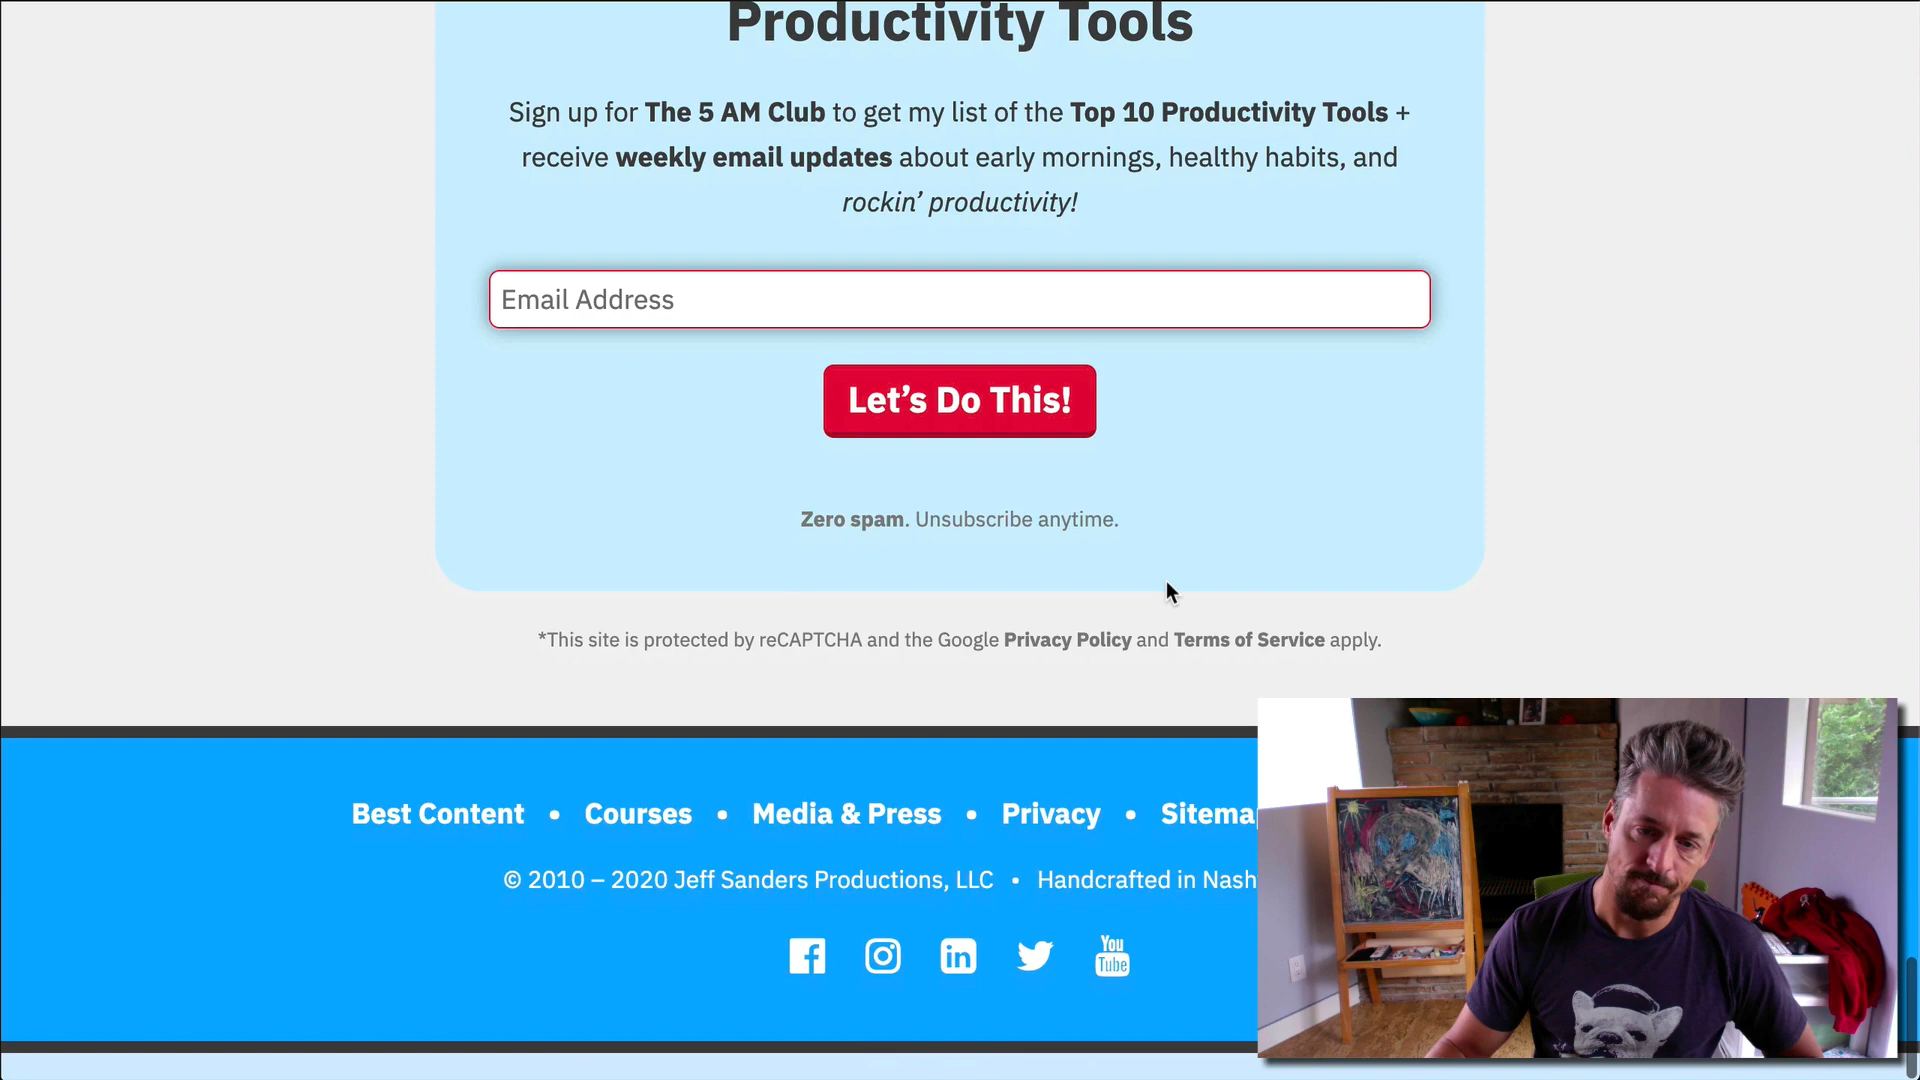 Productivity Tools
Sign up for The 5 AM Club to get my list of the Top 10 Productivity Tools +
receive weekly email updates about early mornings, healthy habits, and
rockin’ productivity!
Email Address
Let’s Do This!
Zero spam. Unsubscribe anytime.
*This site is protected by reCAPTCHA and the Google Privacy Policy and Terms of Service apply.
Best Content • Courses • Media & Press • Privacy • Sitema
© 2010 – 2020 Jeff Sanders Productions, LLC • Handcrafted in Nash
You
Tube